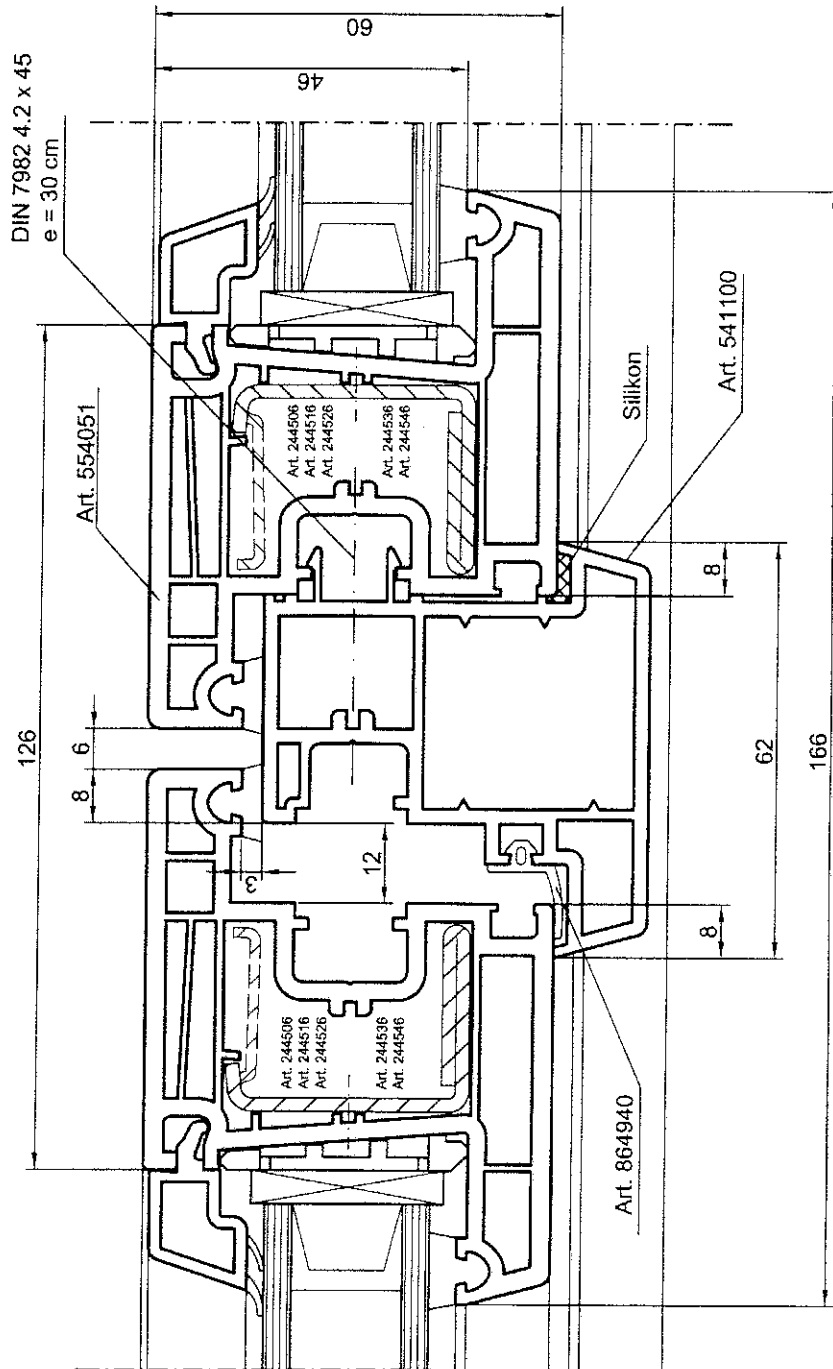 DIN 7982 4.2 x 45
e = 30 cm
60
46
Art. 554051
126
6
8
3
12
8
8
62
166
Art. 244506
Art. 244516
Art. 244526
Art. 244536
Art. 244546
Art. 244506
Art. 244516
Art. 244526
Art. 244536
Art. 244546
Silikon
Art. 541100
Art. 864940